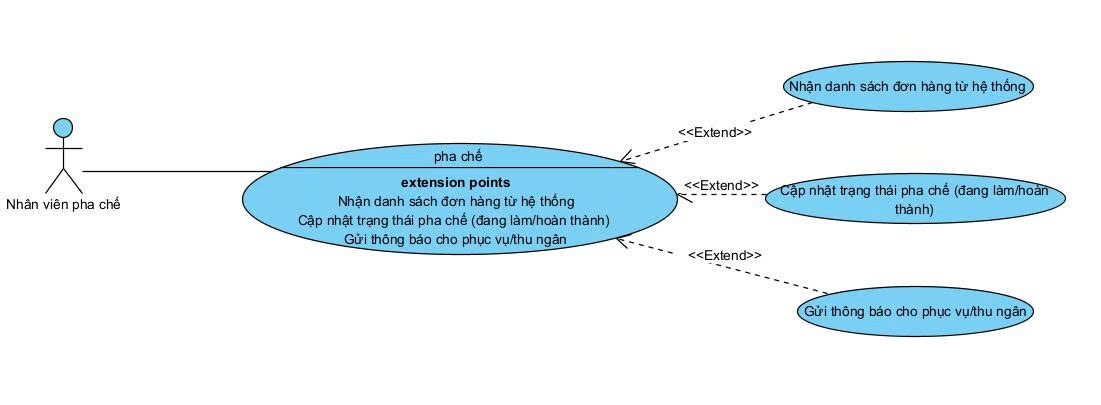 Nhận danh sách đơn hàng từ hệ thống
<<Extend>>
pha chế
extension points
Nhận danh sách đơn hàng từ hệ thống
Cập nhật trạng thái pha chế (đang làm/hoàn thành)
Gửi thông báo cho phục vụ/thu ngân
Nhân viên pha chế
<<Extend>>
Cập nhật trạng thái pha chế (đang làm/hoàn
thành)
<<Extend>>
Gửi thông báo cho phục vụ/thu ngân